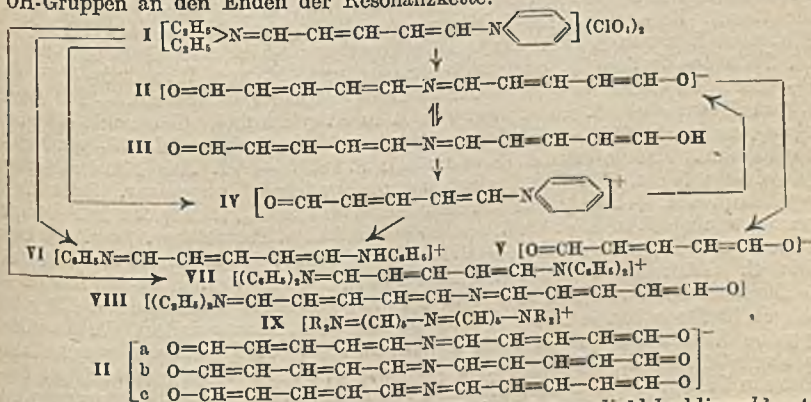 OH-Gruppen an den Enden der Resonanzkette.
I [C₂H₅ C₂H₅>N=CH—CH=CH—CH=CH—N] (ClO₄)₂
II [O=CH—CH=CH—CH=CH—N=CH—CH=CH—CH=CH—O]⁻
III O=CH—CH=CH—CH=CH—N=CH—CH=CH—CH=CH—OH
IV [O=CH—CH=CH—CH=CH—N]⁺
VI [C₆H₅N=CH—CH=CH—CH=CH—NHC₆H₅]+ V [O=CH—CH=CH—CH=CH—O]⁻
VII [(C₂H₅)₂N=CH—CH=CH—CH=CH—N(C₂H₅)₂]+
VIII [(C₂H₅)₂N=CH—CH=CH—CH=CH—N=CH—CH=CH—CH=CH—O]
IX [R₂N=(CH)₅—N=(CH)₅—NR₂]+
a O=CH—CH=CH—CH=CH—N=CH—CH=CH—CH=CH—O ⁻
II b O—CH=CH—CH=CH—CH=N—CH=CH—CH=CH—CH=O
c O—CH=CH—CH=CH—CH=N=CH—CH=CH—CH=CH—O